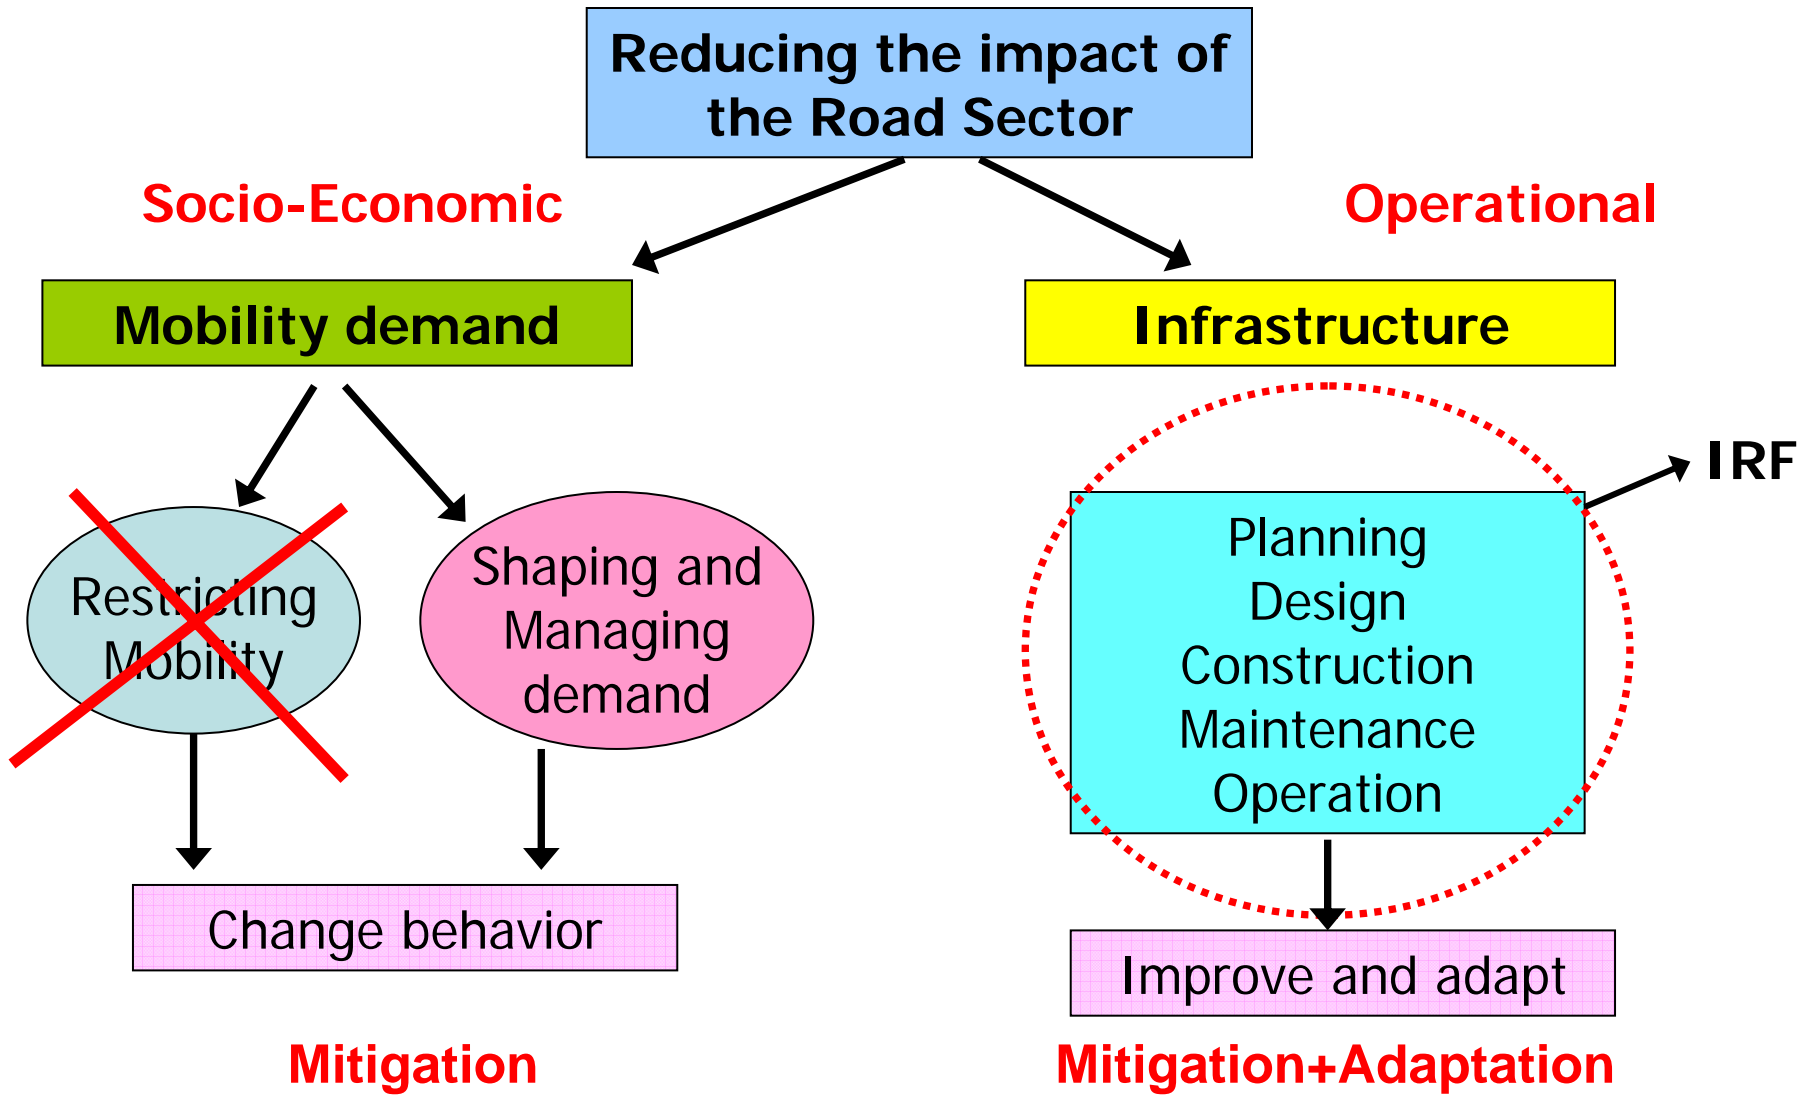 Reducing the impact of
the Road Sector
Socio-Economic
Operational
Mobility demand
Infrastructure
IRF
Restricting
Mobility
Shaping and
Managing
demand
Planning
Design
Construction
Maintenance
Operation
Change behavior
Improve and adapt
Mitigation
Mitigation+Adaptation